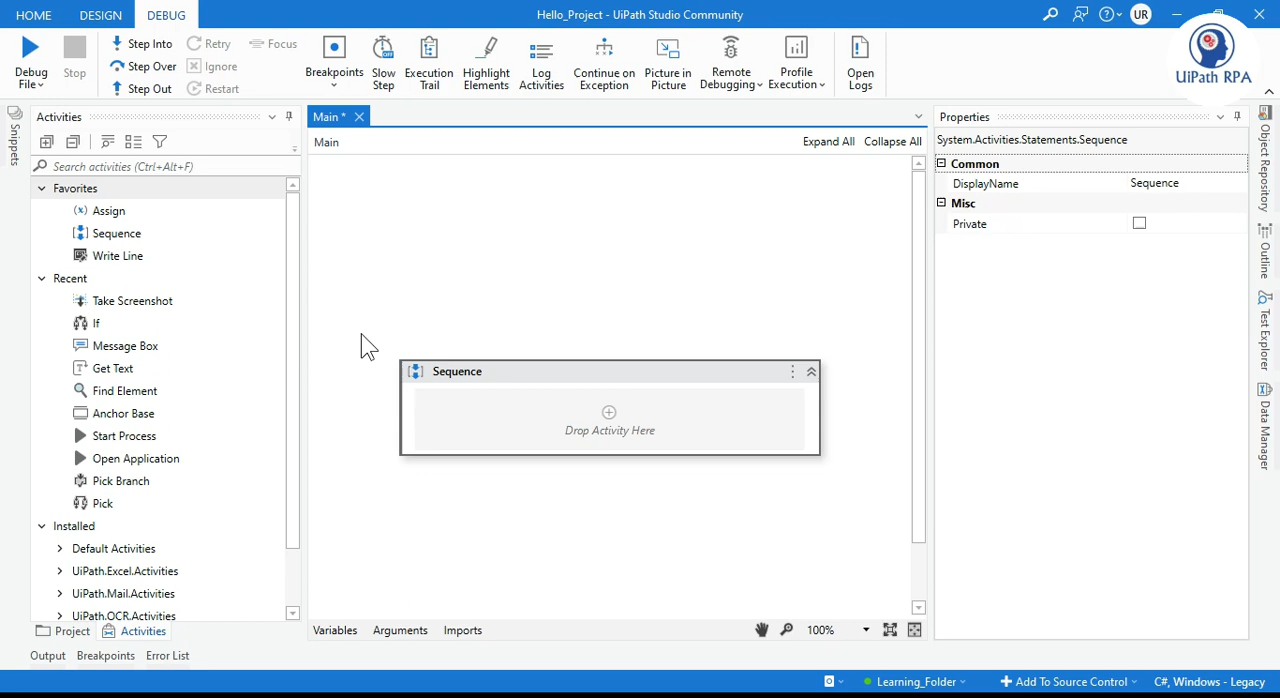 HOME DESIGN DEBUG
Hello_Project - UiPath Studio Community
UR
Debug File
Stop
Step Into
Step Over
Step Out
Retry
Ignore
Restart
Focus
Breakpoints
Slow Step
Execution Trail
Highlight Elements
Log Activities
Continue on Exception
Picture in Picture
Remote Debugging
Profile Execution
Open Logs
UiPath RPA
Snippets
Activities
Search activities (Ctrl+Alt+F)
Favorites
Assign
Sequence
Write Line
Recent
Take Screenshot
If
Message Box
Get Text
Find Element
Anchor Base
Start Process
Open Application
Pick Branch
Pick
Installed
Default Activities
UiPath.Excel.Activities
UiPath.Mail.Activities
UiPath.OCR.Activities
Project Activities
Main *
Main
Expand All Collapse All
Sequence
Drop Activity Here
Variables Arguments Imports
100%
Properties
System.Activities.Statements.Sequence
Common
DisplayName Sequence
Misc
Private
Object Repository
Outline
Test Explorer
Data Manager
Output Breakpoints Error List
Learning_Folder
Add To Source Control
C#, Windows - Legacy